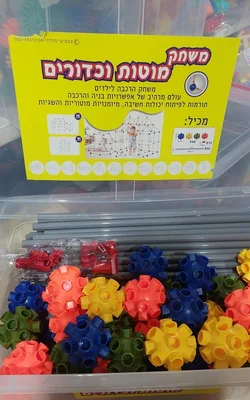 משחק
מוטות וכדורים
משחק הרכבה לילדים
עולם מרהיב של אפשרויות בניה והרכבה
תורמות לפיתוח יכולות חשיבה, מיומנויות מוטוריות והשגיות
מכיל: